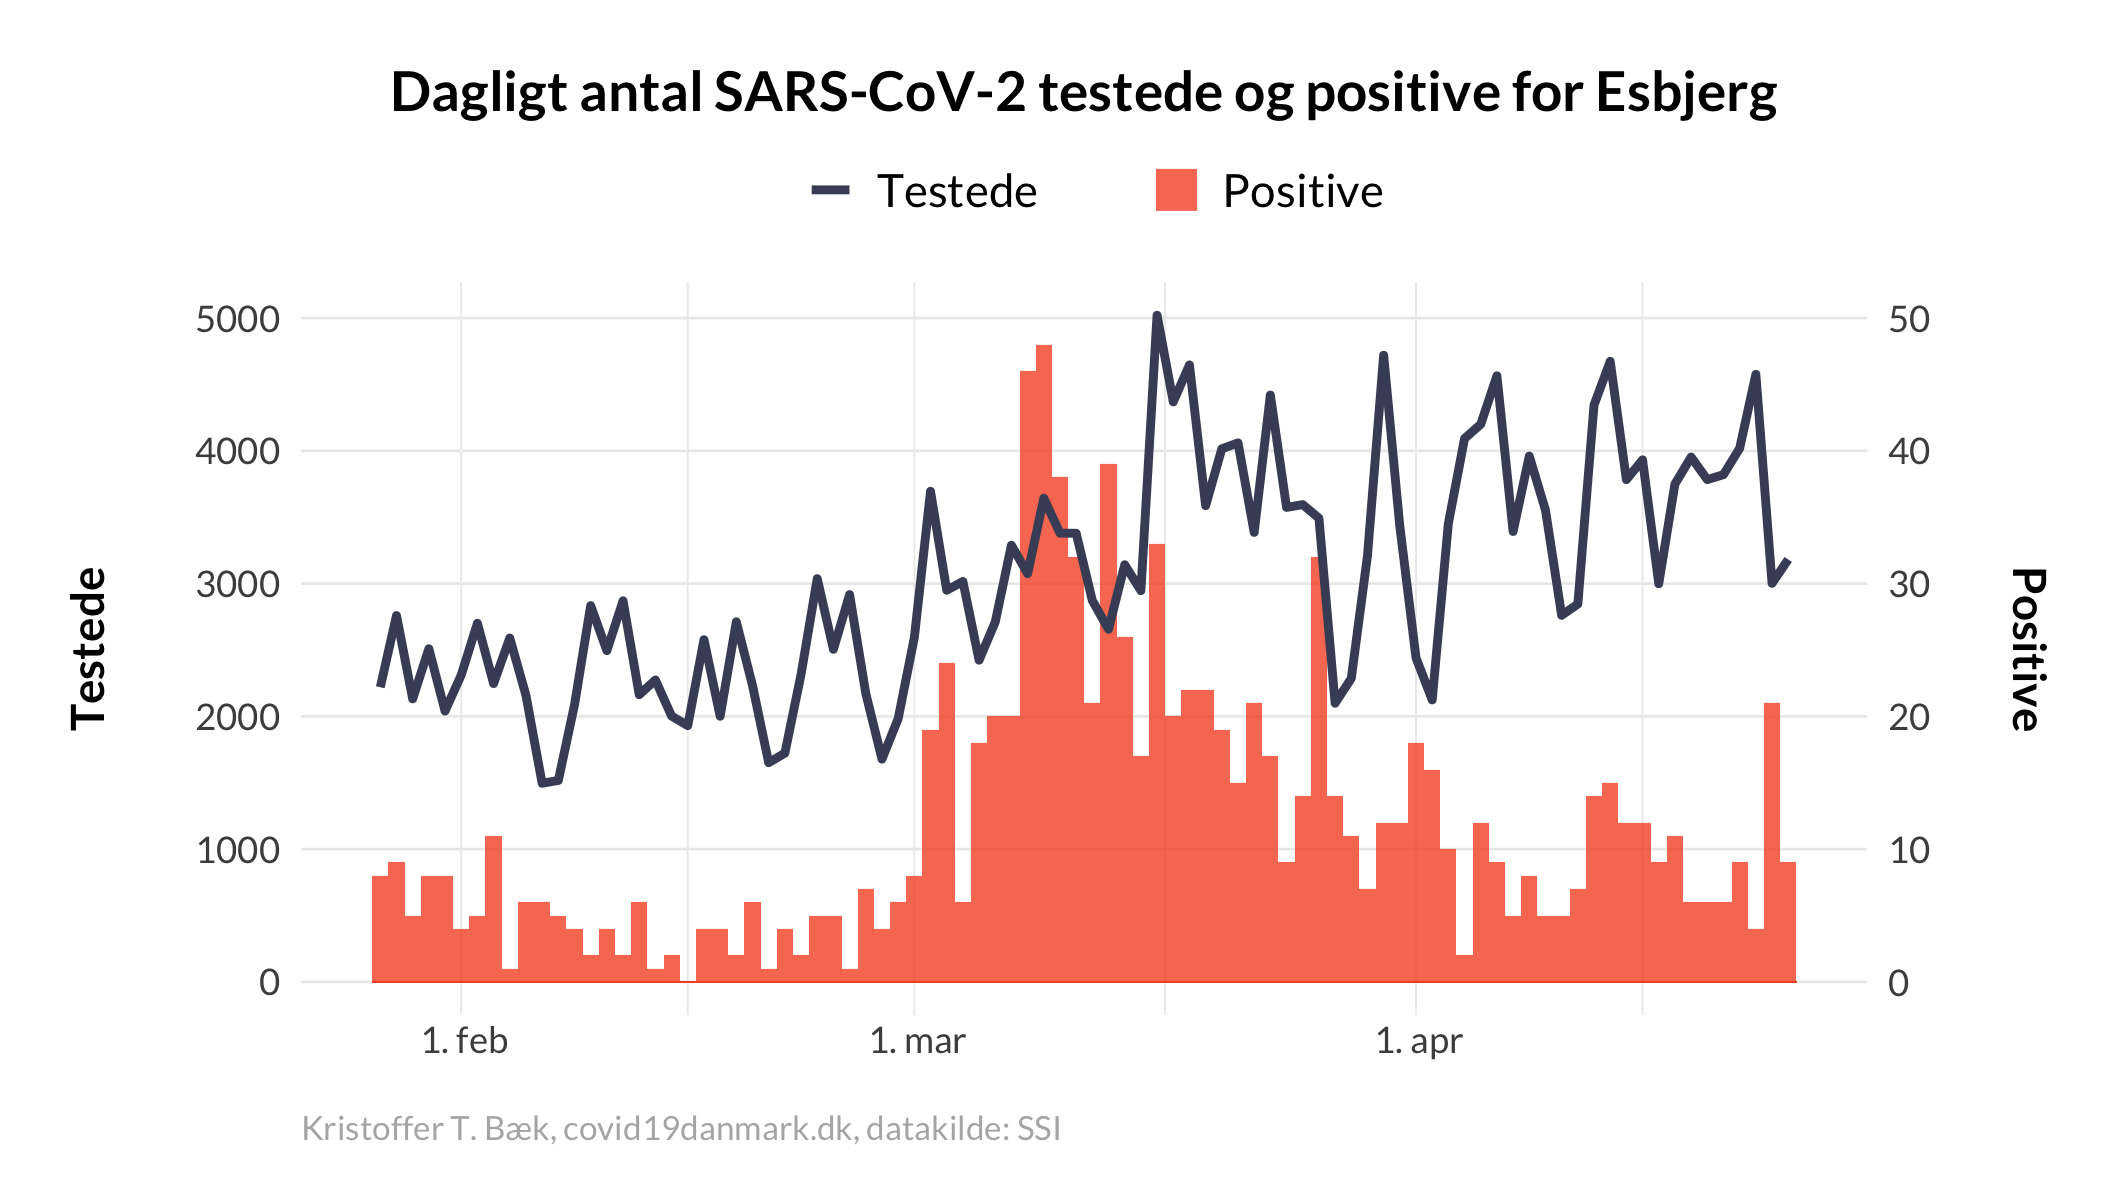 Dagligt antal SARS-CoV-2 testede og positive for Esbjerg
Testede
Positive
5000
4000
3000
2000
1000
0
50
40
30
20
10
0
Testede
Positive
1. feb
1. mar
1. apr
Kristoffer T. Bæk, covid19danmark.dk, datakilde: SSI